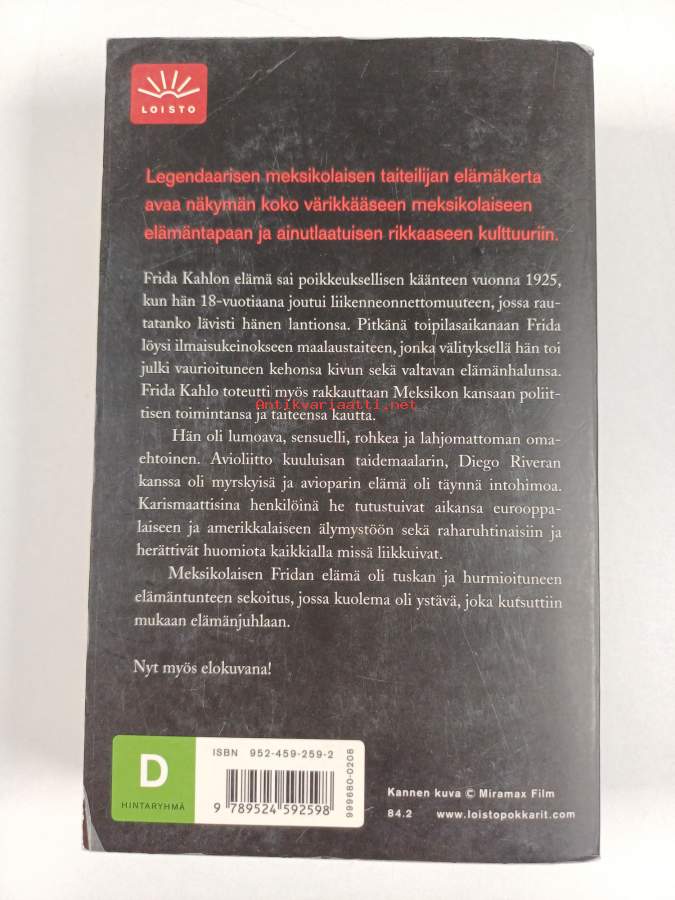 LOISTO
Legendaarisen meksikolaisen taiteilijan elämäkerta
avaa näkymän koko värikkääseen meksikolaiseen
elämäntapaan ja ainutlaatuisen rikkaaseen kulttuuriin.
Frida Kahlon elämä sai poikkeuksellisen käänteen vuonna 1925,
kun hän 18-vuotiaana joutui liikenneonnettomuuteen, jossa rau-
tatanko lävisti hänen lantionsa. Pitkänä toipilasaikanaan Frida
löysi ilmaisukeinokseen maalaustaiteen, jonka välityksellä hän toi
julki vaurioituneen kehonsa kivun sekä valtavan elämänhalunsa.
Frida Kahlo toteutti myös rakkauttaan Meksikon kansaan poliit-
Antikvariaatti.net
tisen toimintansa ja taiteensa kautta.
Hän oli lumoava, sensuelli, rohkea ja lahjomattoman oma-
ehtoinen. Avioliitto kuuluisan taidemaalarin, Diego Riveran
kanssa oli myrskyisä ja avioparin elämä oli täynnä intohimoa.
Karismaattisina henkilöinä he tutustuivat aikansa eurooppa-
laiseen ja amerikkalaiseen älymystöön sekä raharuhtinaisiin ja
herättivät huomiota kaikkialla missä liikkuivat.
Meksikolaisen Fridan elämä oli tuskan ja hurmioituneen
elämäntunteen sekoitus, jossa kuolema oli ystävä, joka kutsuttiin
mukaan elämänjuhlaan.
Nyt myös elokuvana!
D
HINTARYHMÄ
ISBN 952-459-259-2
9 789524 592598
999680-0208
Kannen kuva © Miramax Film
84.2 www.loistopokkarit.com